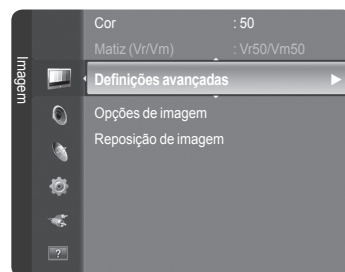 Imagem
Cor : 50
Matiz (Vr/Vm) : Vr50/Vm50
Definições avançadas
Opções de imagem
Reposição de imagem
?